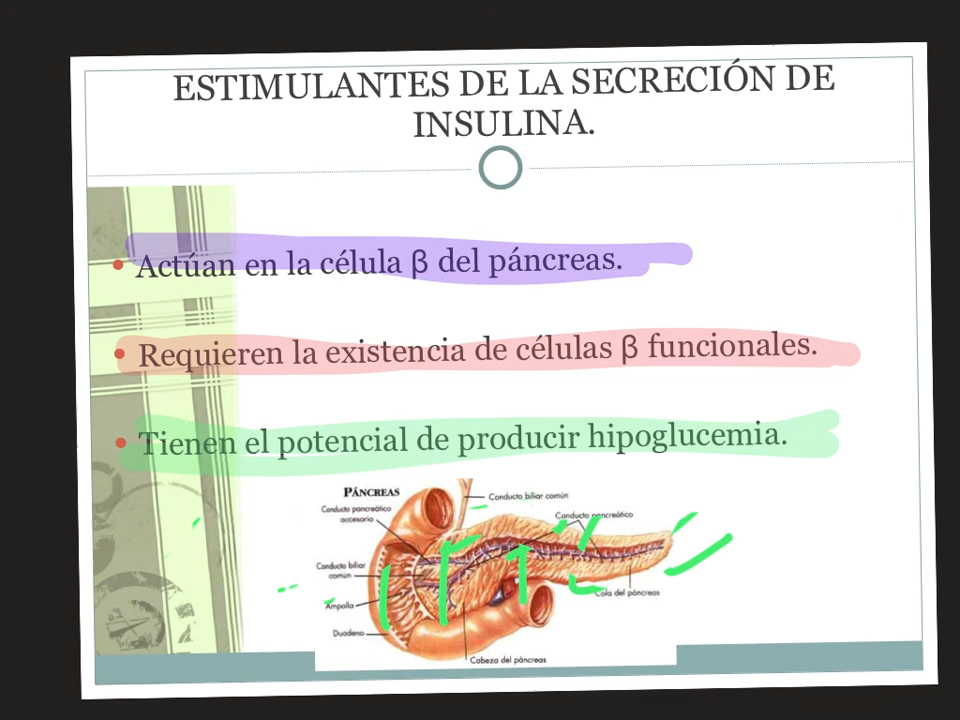 ESTIMULANTES DE LA SECRECIÓN DE
INSULINA.
• Actúan en la célula β del páncreas.
• Requieren la existencia de células β funcionales.
• Tienen el potencial de producir hipoglucemia.
PÁNCREAS
Conducto biliar común
Conducto pancreático
accesorio
Conducto pancreático
Conducto biliar
común
Ampolla
Cola del páncreas
Duodeno
Cabeza del páncreas